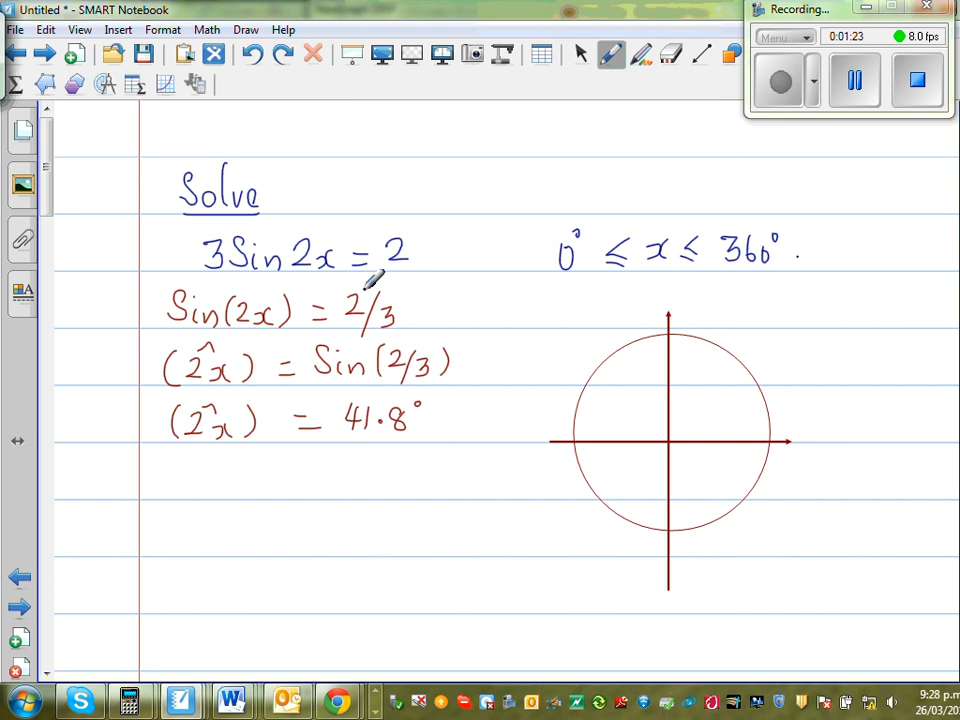 Untitled * - SMART Notebook
Recording...
File Edit View Insert Format Math Draw Help
Menu
0:01:23
8.0 fps
Solve
3Sin2x = 2
0° ≤ x ≤ 360° .
Sin(2x) = 2/3
(2^x) = Sin(2/3)
(2^x) = 41.8°
9:28 p.m
26/03/20